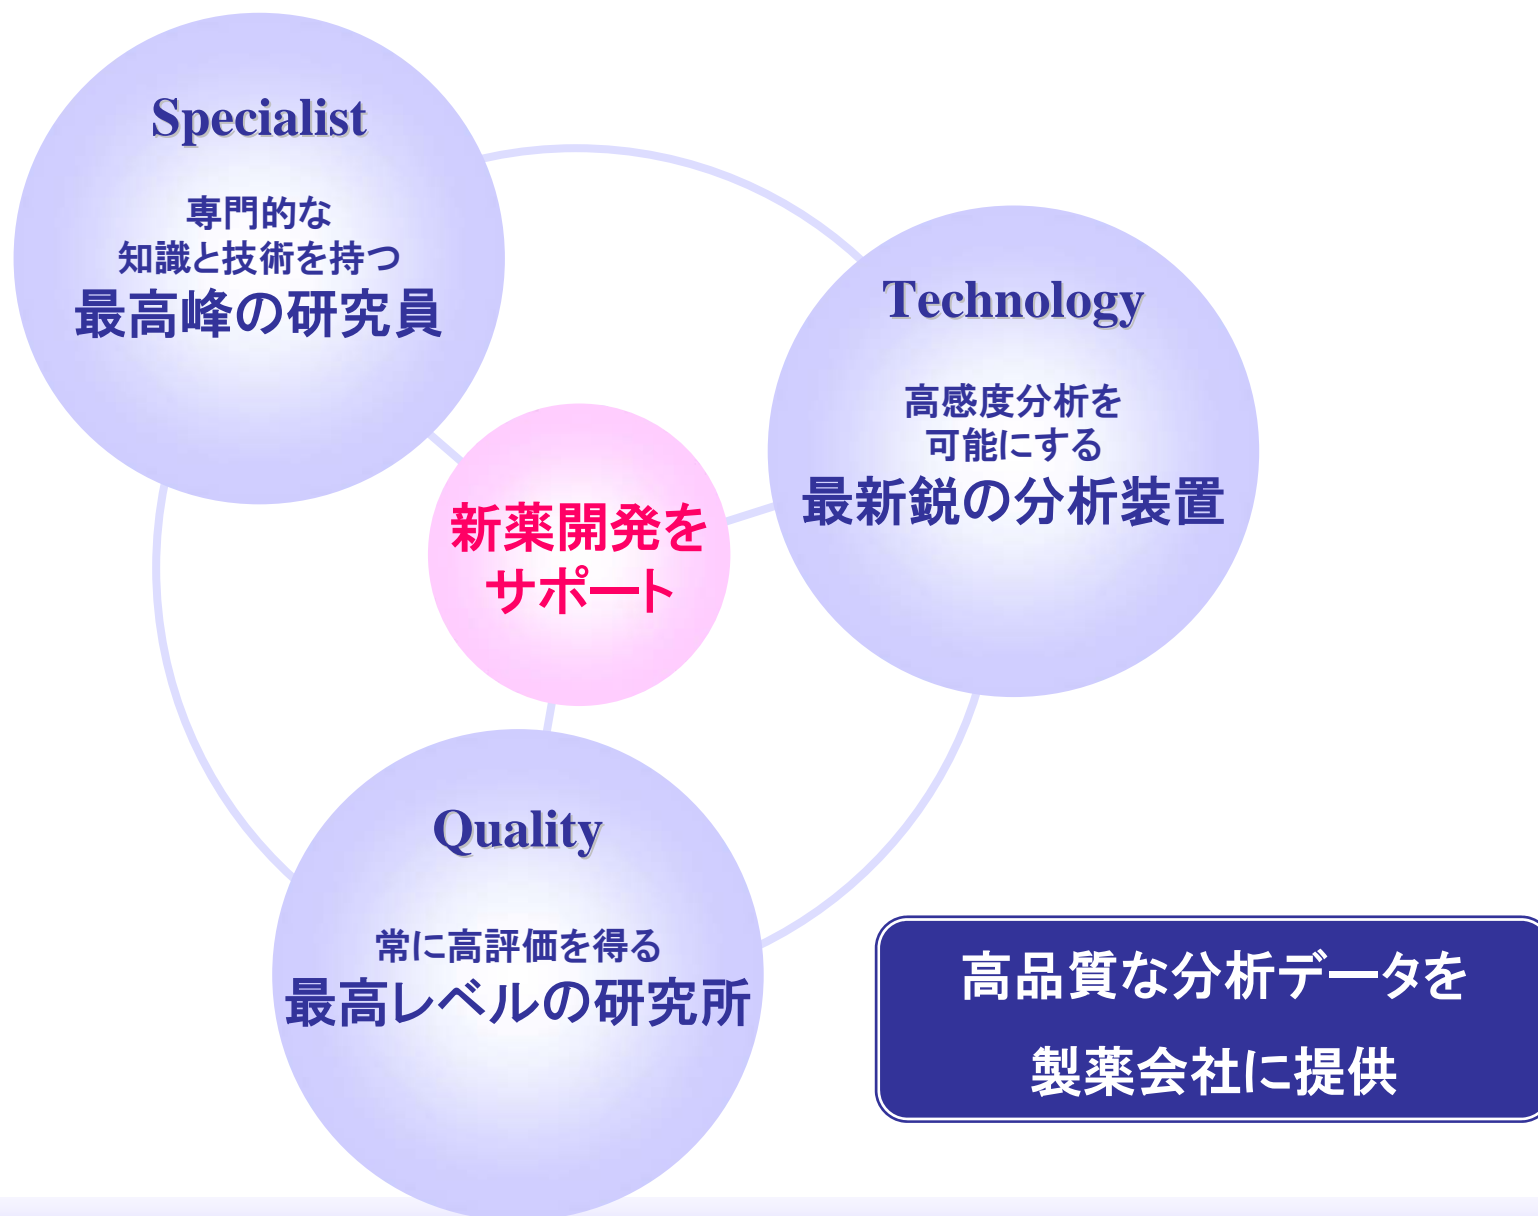 Specialist
専門的な
知識と技術を持つ
最高峰の研究員
Technology
高感度分析を
可能にする
最新鋭の分析装置
新薬開発を
サポート
Quality
常に高評価を得る
最高レベルの研究所
高品質な分析データを
製薬会社に提供